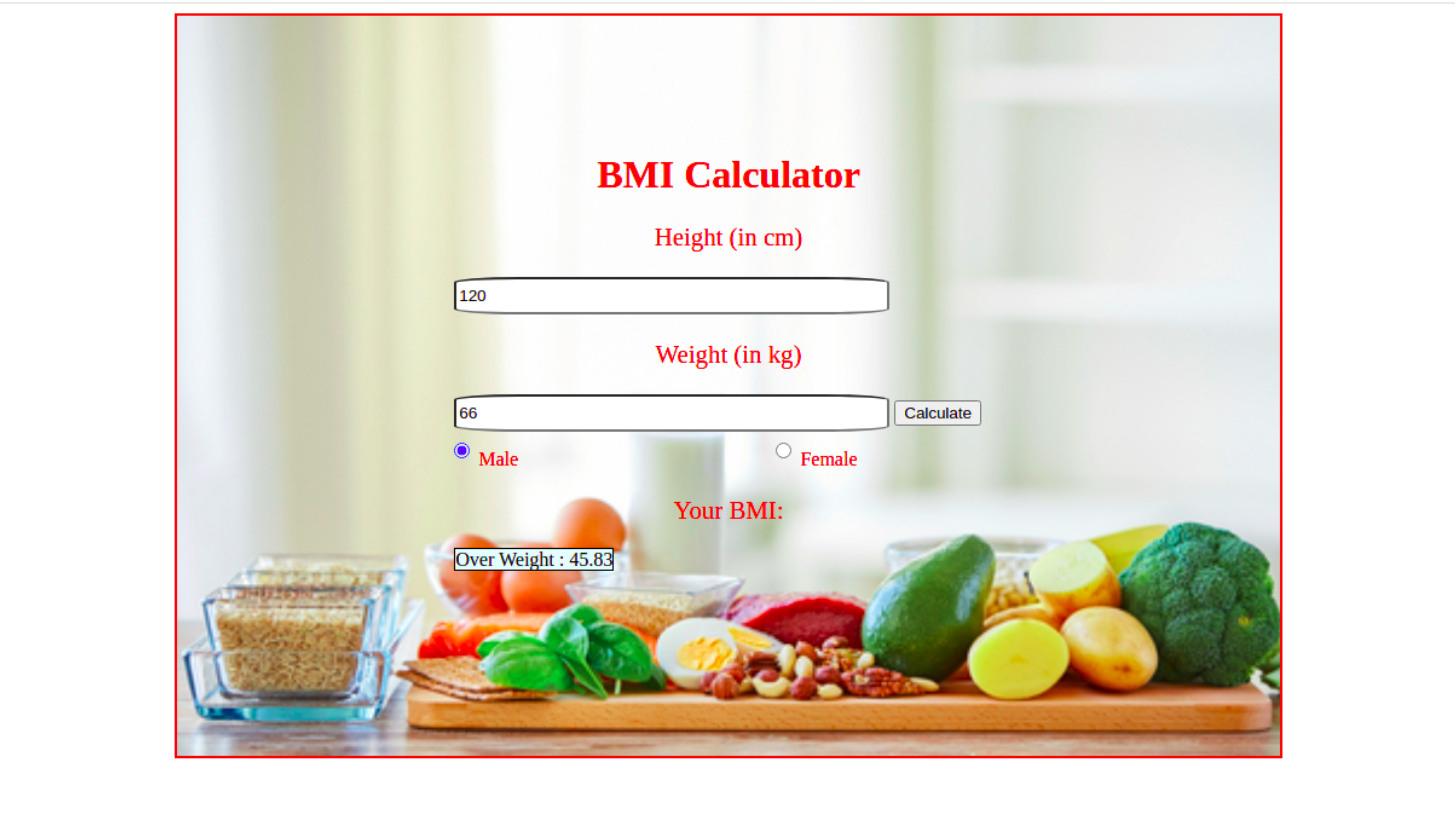 BMI Calculator
Height (in cm)
120
Weight (in kg)
66 Calculate
Male Female
Your BMI:
Over Weight : 45.83